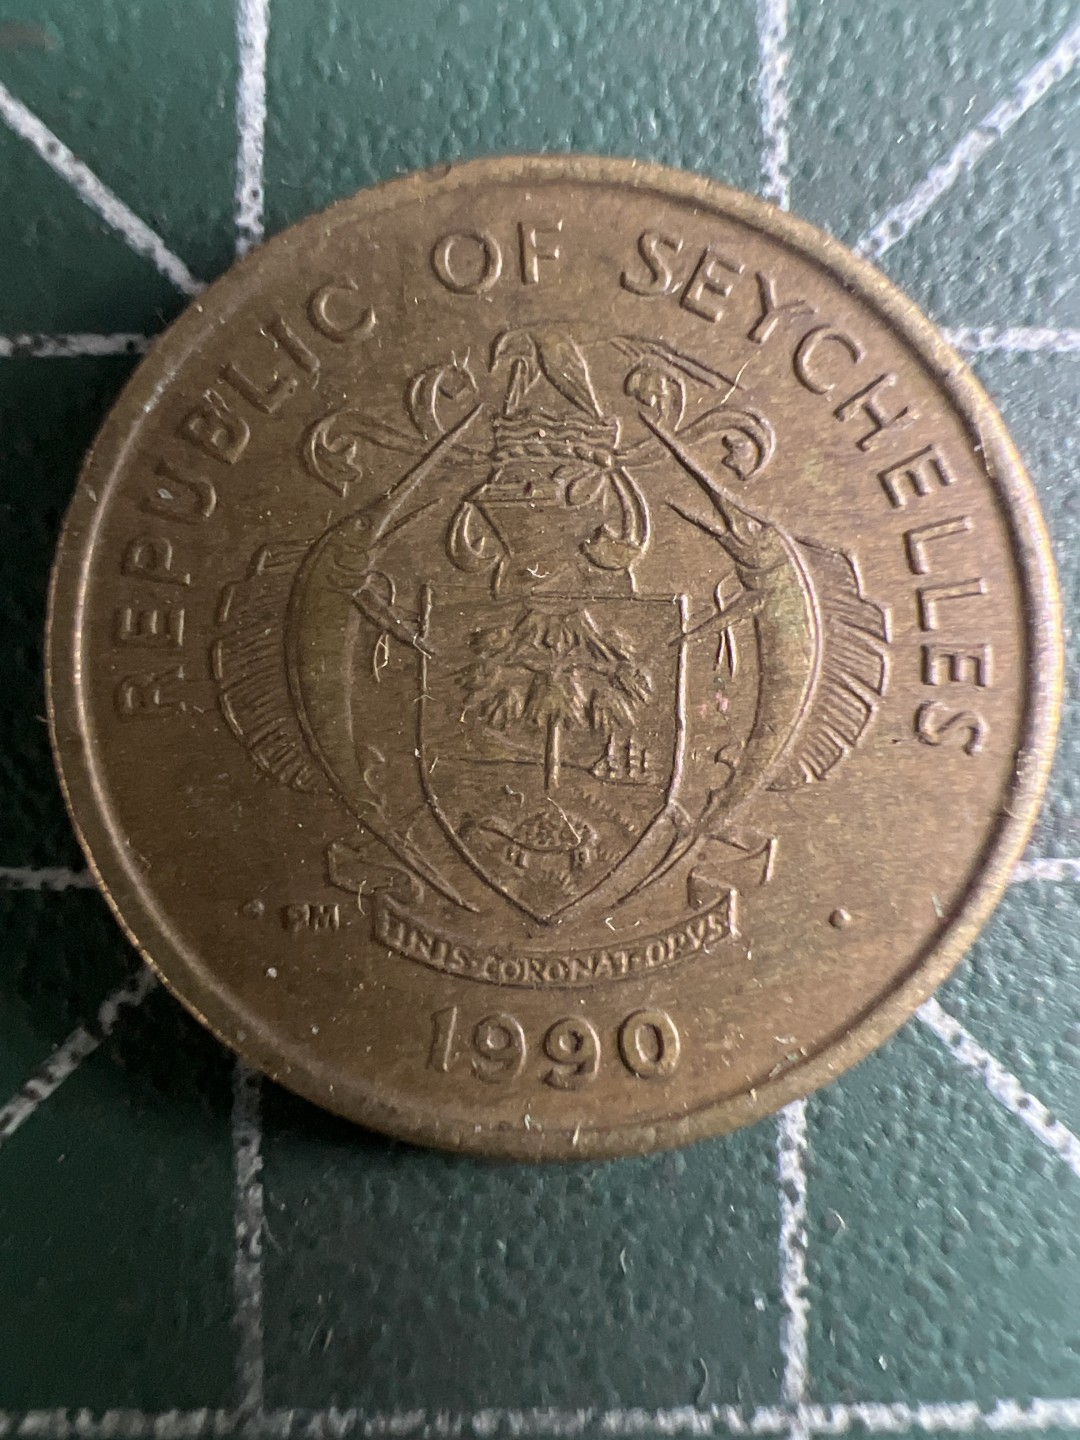 REPUBLIC OF SEYCHELLES
PM
FINIS·CORONAT·OPVS
1990